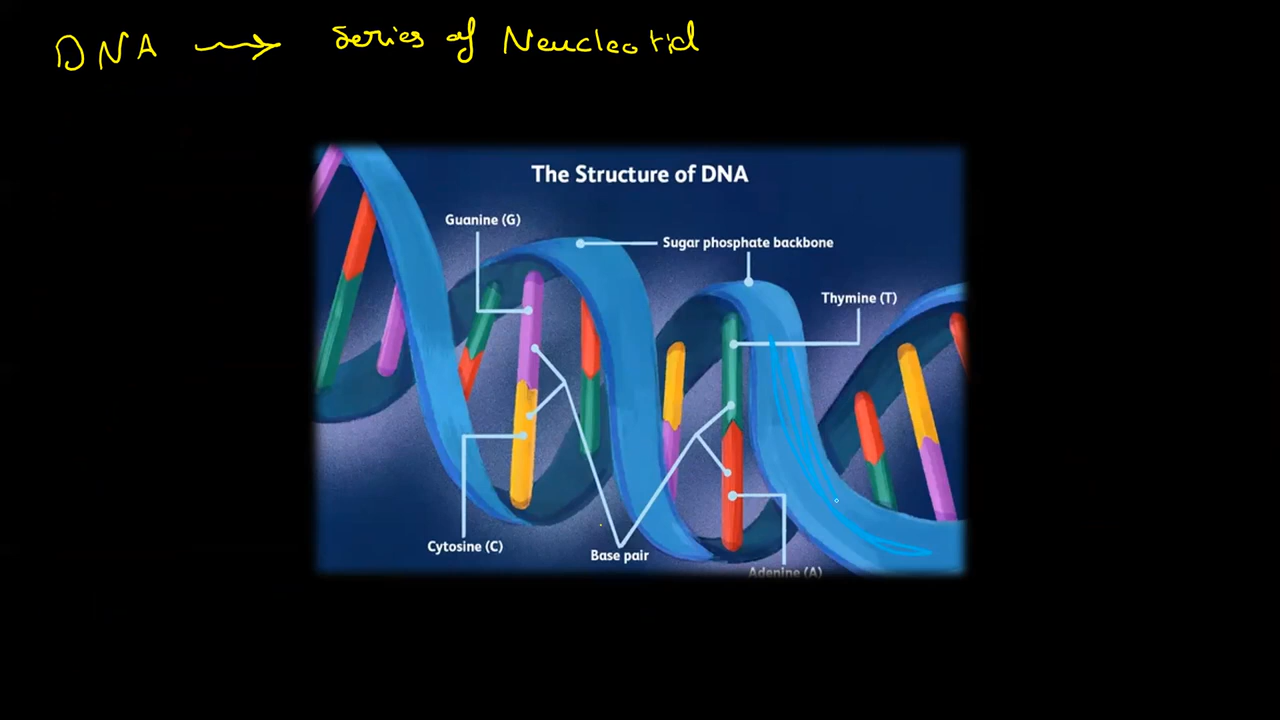 DNA → series of Neucleotid
The Structure of DNA
Guanine (G)
Sugar phosphate backbone
Thymine (T)
Cytosine (C)
Base pair
Adenine (A)